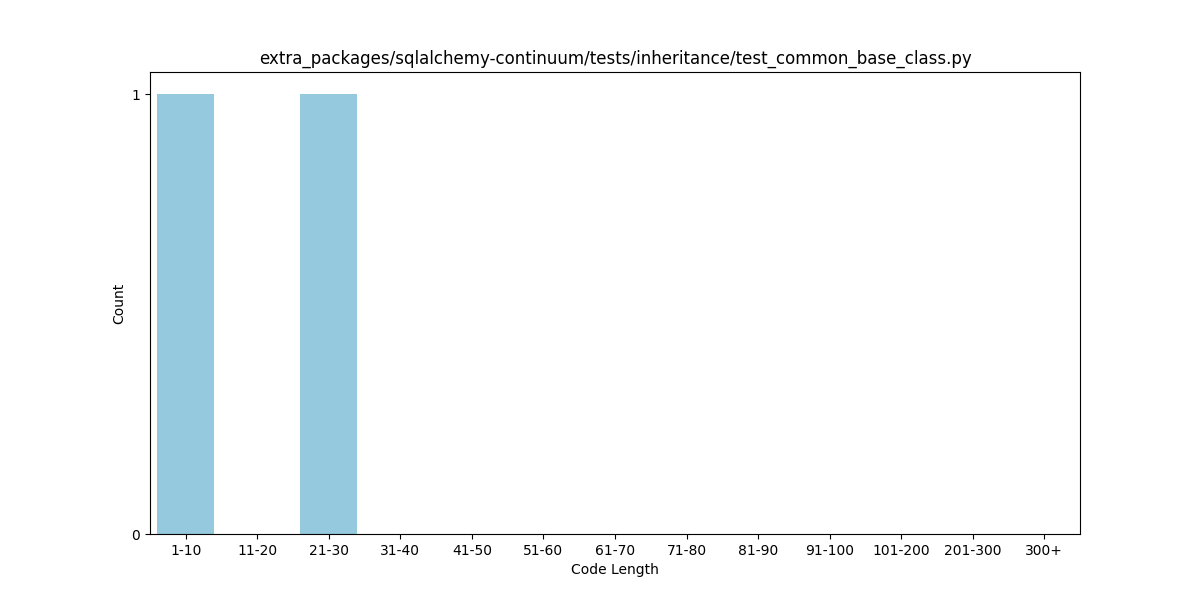 extra_packages/sqlalchemy-continuum/tests/inheritance/test_common_base_class.py
1
Count
0
1-10 11-20 21-30 31-40 41-50 51-60 61-70 71-80 81-90 91-100 101-200 201-300 300+
Code Length